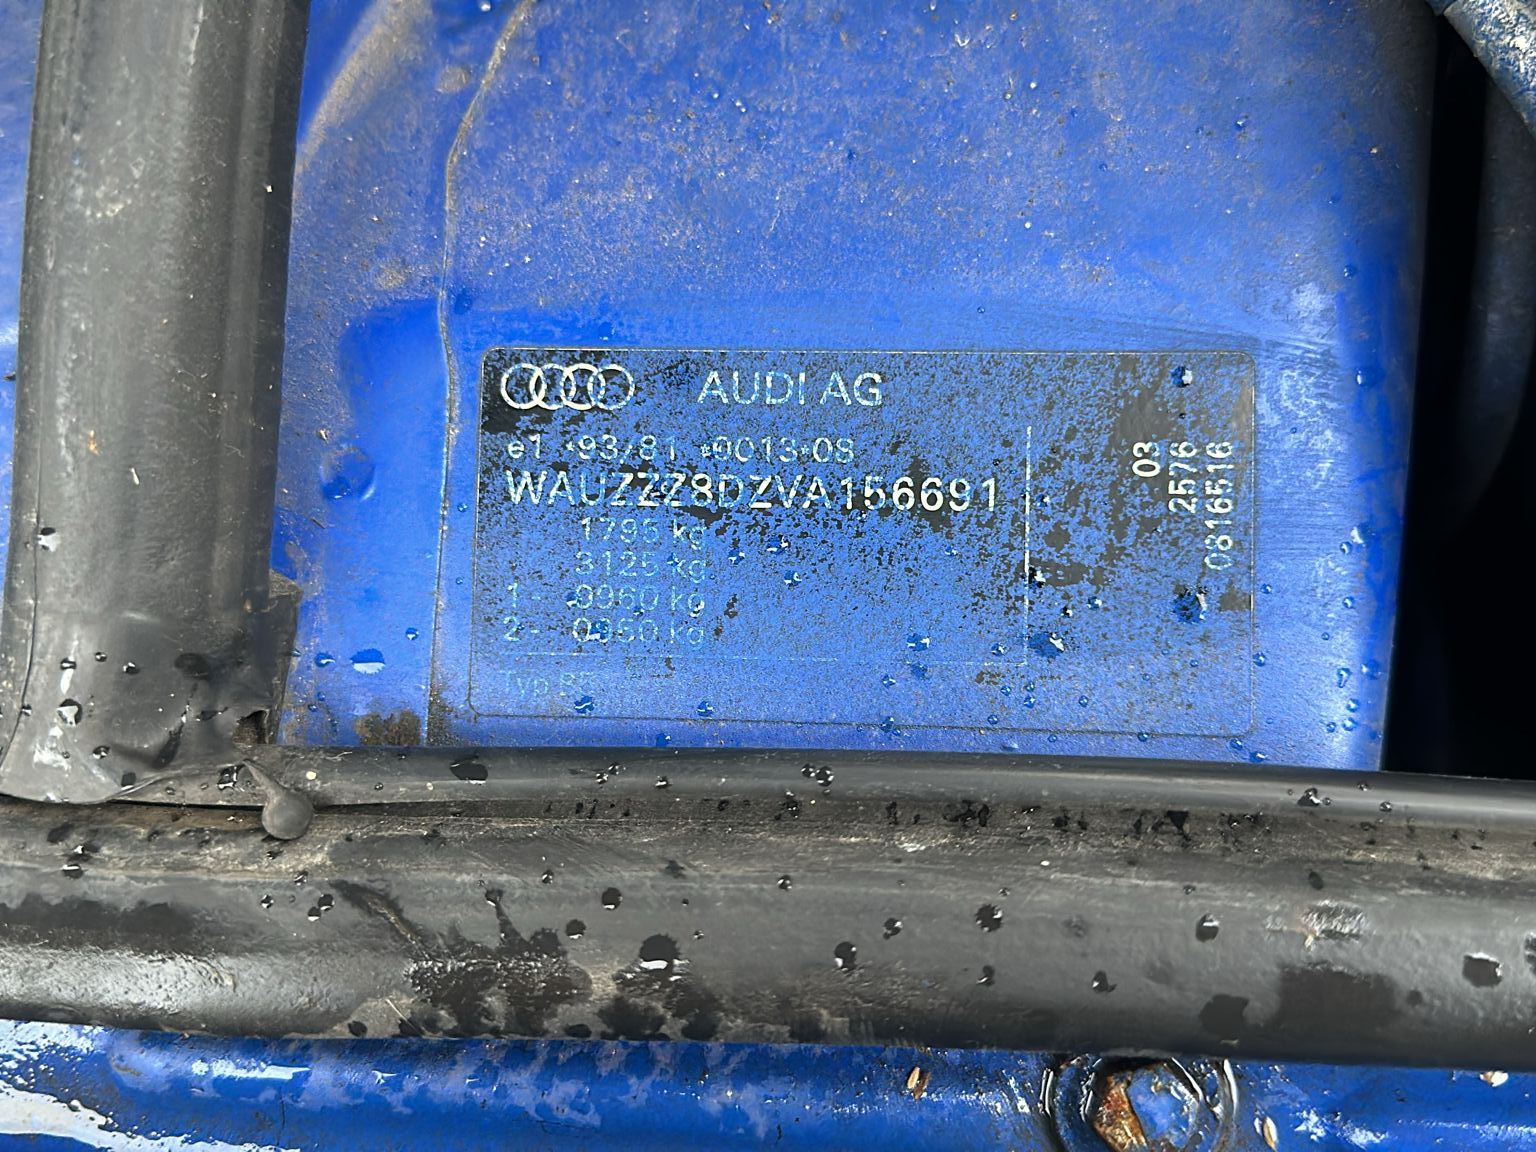 AUDI AG
e1 *93/81 *0013*08
WAUZZZ8DZVA156691
1795 kg
3125 kg
1- 0960 kg
2- 0960 kg
Typ
03
2576
0816516